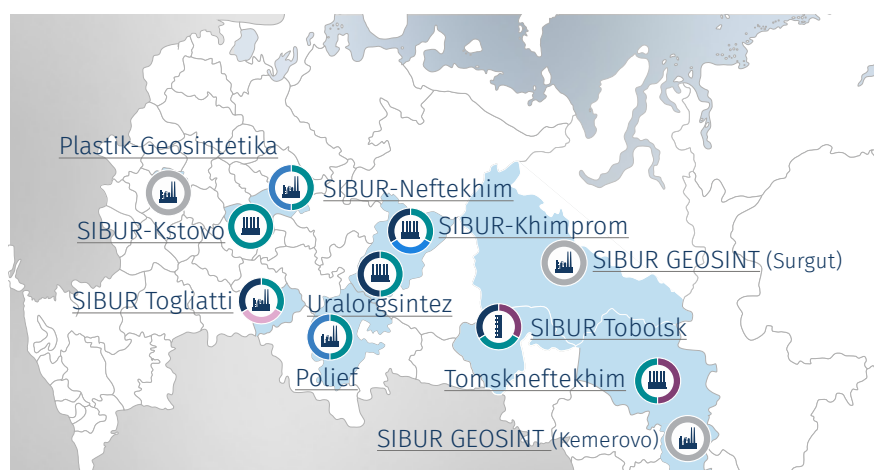 Plastik-Geosintetika
SIBUR-Neftekhim
SIBUR-Kstovo
SIBUR-Khimprom
SIBUR GEOSINT (Surgut)
SIBUR Togliatti
Uralorgsintez
SIBUR Tobolsk
Polief
Tomskneftekhim
SIBUR GEOSINT (Kemerovo)